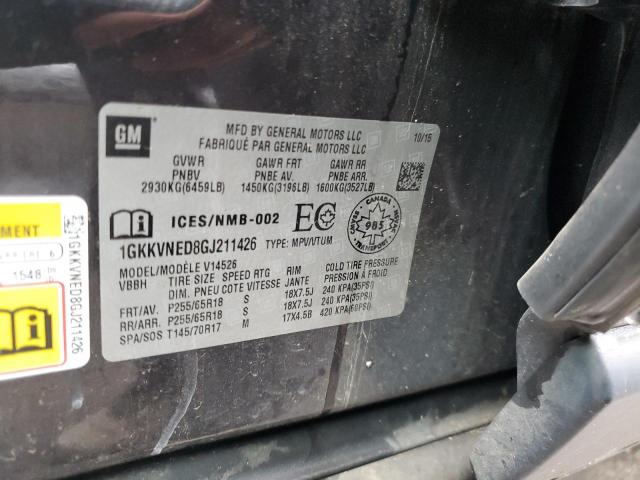 GM
MFD BY GENERAL MOTORS LLC 10/15
FABRIQUÉ PAR GENERAL MOTORS LLC
GVWR GAWR FRT GAWR RR
PNBV PNBE AV. PNBE ARR.
2930KG(6459LB) 1450KG(3196LB) 1600KG(3527LB)
ICES/NMB-002 EC
CANADA
985
1GKKVNED8GJ211426 TYPE: MPV/VTUM
MODEL/MODÈLE V14526
VBBH TIRE SIZE SPEED RTG RIM COLD TIRE PRESSURE
DIM. PNEU COTE VITESSE JANTE PRESSION À FROID
FRT/AV. P255/65R18 S 18X7.5J 240 KPA(35PSI)
RR/ARR. P255/65R18 S 18X7.5J 240 KPA(35PSI)
SPA/SOS T145/70R17 M 17X4.5B 420 KPA(60PSI)
1GKKVNED8GJ211426
6
1548
lb